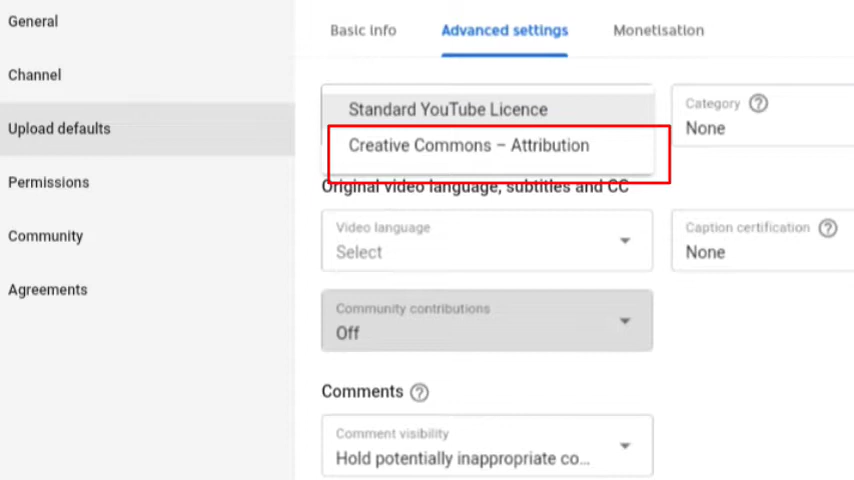 General
Channel
Upload defaults
Permissions
Community
Agreements
Basic info
Advanced settings
Monetisation
Standard YouTube Licence
Creative Commons – Attribution
Category
None
Original video language, subtitles and CC
Video language
Select
Caption certification
None
Community contributions
Off
Comments
Comment visibility
Hold potentially inappropriate co...